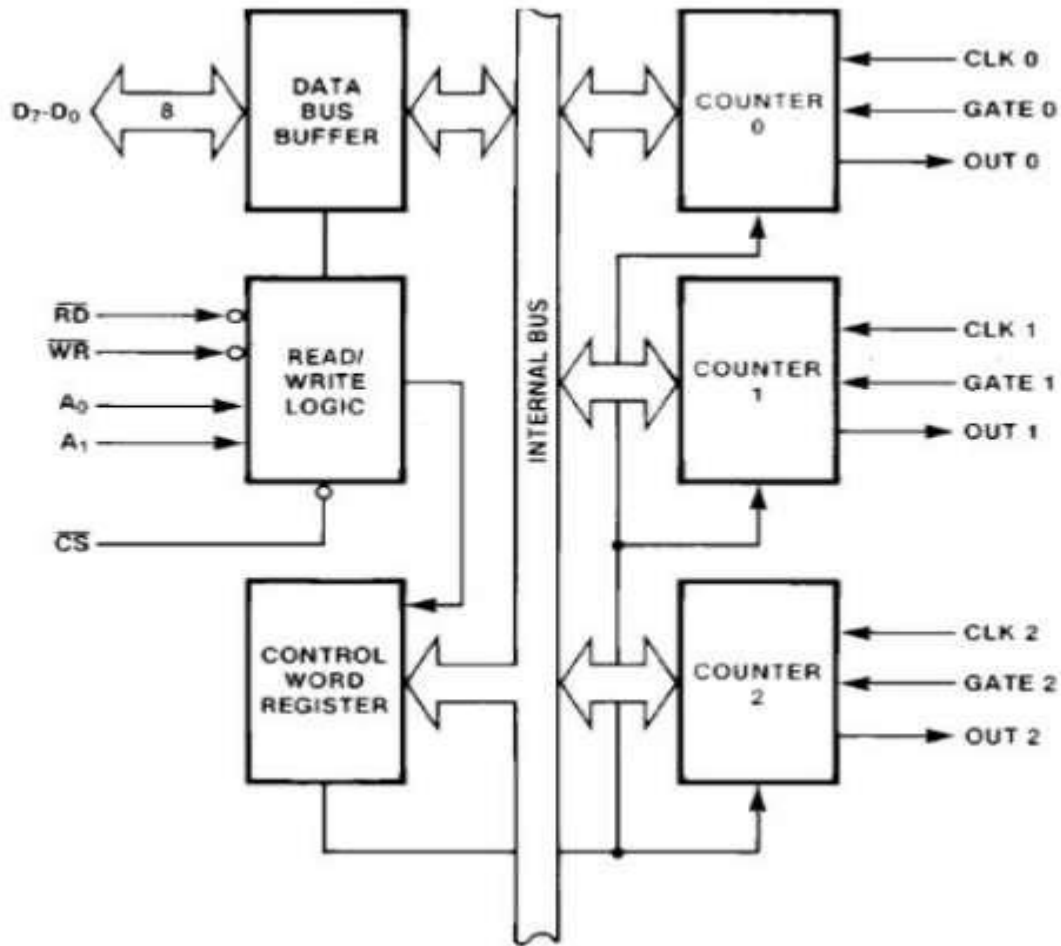 D₇-D₀
8
DATA
BUS
BUFFER
RD
WR
A₀
A₁
READ/
WRITE
LOGIC
CS
CONTROL
WORD
REGISTER
INTERNAL BUS
COUNTER
0
CLK 0
GATE 0
OUT 0
COUNTER
1
CLK 1
GATE 1
OUT 1
COUNTER
2
CLK 2
GATE 2
OUT 2